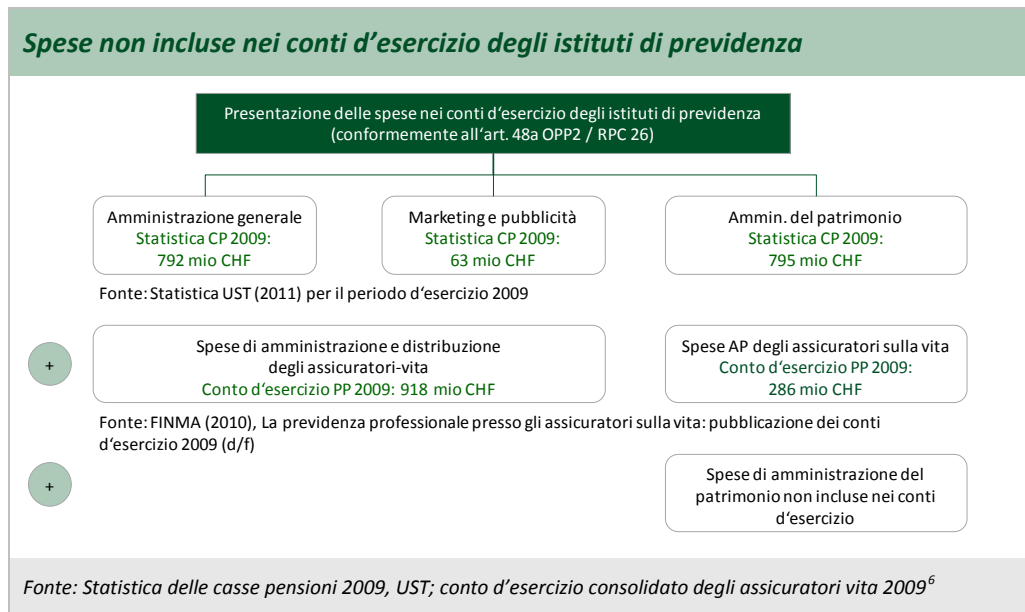 Spese non incluse nei conti d'esercizio degli istituti di previdenza
Presentazione delle spese nei conti d'esercizio degli istituti di previdenza
(conformemente all'art. 48a OPP2 / RPC 26)
Amministrazione generale
Statistica CP 2009:
792 mio CHF
Marketing e pubblicità
Statistica CP 2009:
63 mio CHF
Ammin. del patrimonio
Statistica CP 2009:
795 mio CHF
Fonte: Statistica UST (2011) per il periodo d'esercizio 2009
+
Spese di amministrazione e distribuzione
degli assicuratori-vita
Conto d'esercizio PP 2009: 918 mio CHF
Spese AP degli assicuratori sulla vita
Conto d'esercizio PP 2009:
286 mio CHF
Fonte: FINMA (2010), La previdenza professionale presso gli assicuratori sulla vita: pubblicazione dei conti
d'esercizio 2009 (d/f)
+
Spese di amministrazione del
patrimonio non incluse nei conti
d'esercizio
Fonte: Statistica delle casse pensioni 2009, UST; conto d'esercizio consolidato degli assicuratori vita 2009⁶